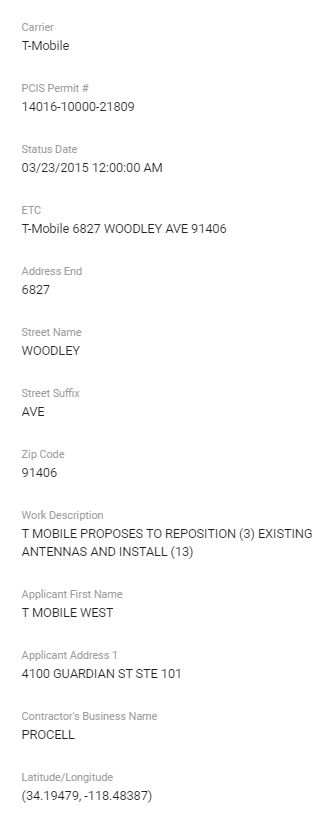 Carrier
T-Mobile
PCIS Permit #
14016-10000-21809
Status Date
03/23/2015 12:00:00 AM
ETC
T-Mobile 6827 WOODLEY AVE 91406
Address End
6827
Street Name
WOODLEY
Street Suffix
AVE
Zip Code
91406
Work Description
T MOBILE PROPOSES TO REPOSITION (3) EXISTING
ANTENNAS AND INSTALL (13)
Applicant First Name
T MOBILE WEST
Applicant Address 1
4100 GUARDIAN ST STE 101
Contractor's Business Name
PROCELL
Latitude/Longitude
(34.19479, -118.48387)